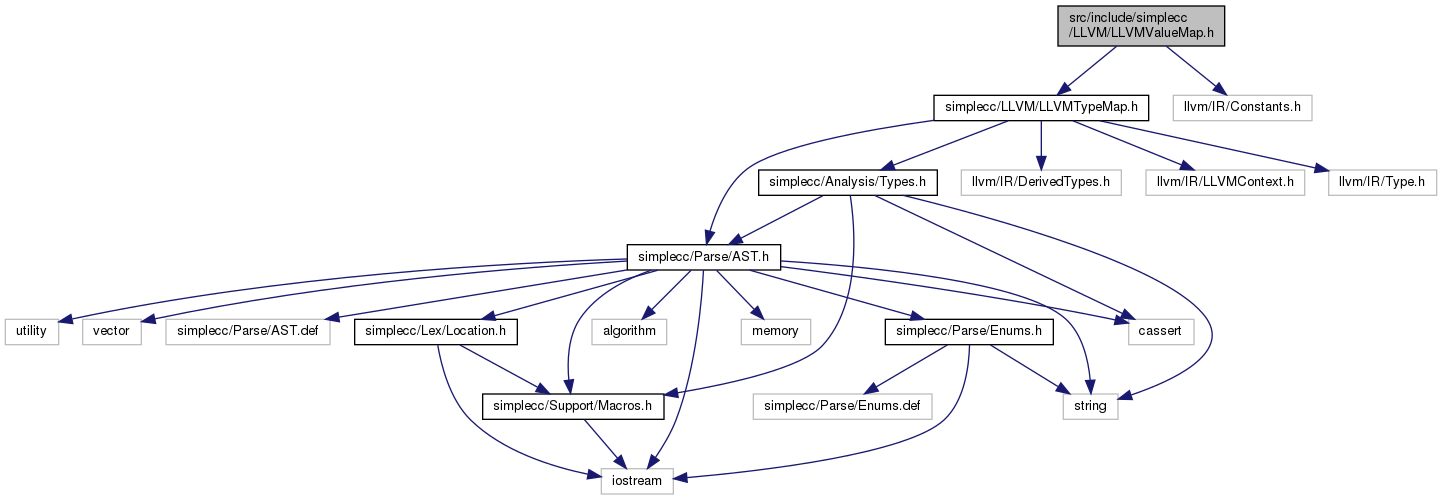 src/include/simplecc
/LLVM/LLVMValueMap.h
simplecc/LLVM/LLVMTypeMap.h
llvm/IR/Constants.h
simplecc/Analysis/Types.h
llvm/IR/DerivedTypes.h
llvm/IR/LLVMContext.h
llvm/IR/Type.h
simplecc/Parse/AST.h
utility
vector
simplecc/Parse/AST.def
simplecc/Lex/Location.h
algorithm
memory
simplecc/Parse/Enums.h
cassert
simplecc/Support/Macros.h
simplecc/Parse/Enums.def
string
iostream